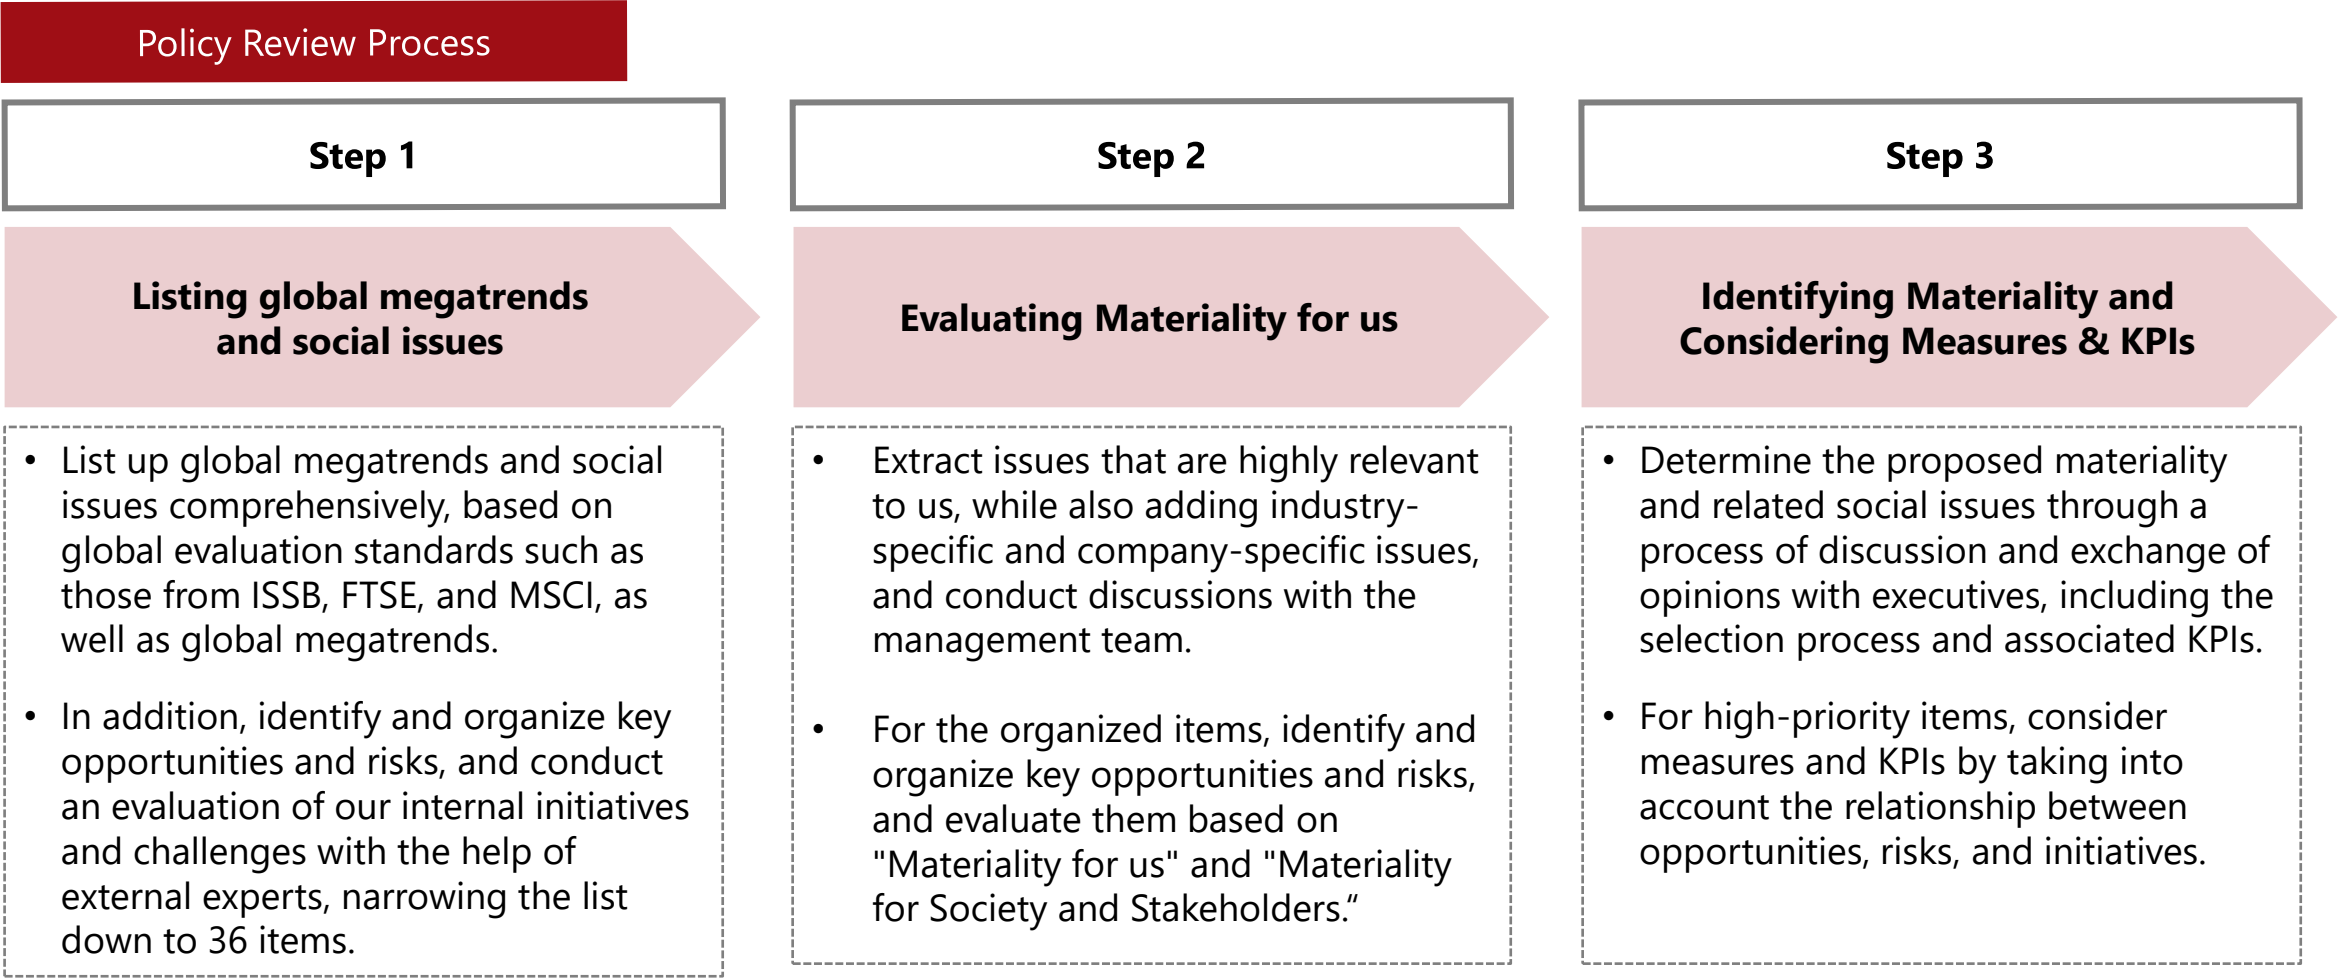 Policy Review Process
Step 1
Listing global megatrends
and social issues
• List up global megatrends and social
issues comprehensively, based on
global evaluation standards such as
those from ISSB, FTSE, and MSCI, as
well as global megatrends.
• In addition, identify and organize key
opportunities and risks, and conduct
an evaluation of our internal initiatives
and challenges with the help of
external experts, narrowing the list
down to 36 items.
Step 2
Evaluating Materiality for us
• Extract issues that are highly relevant
to us, while also adding industry-
specific and company-specific issues,
and conduct discussions with the
management team.
• For the organized items, identify and
organize key opportunities and risks,
and evaluate them based on
"Materiality for us" and "Materiality
for Society and Stakeholders.“
Step 3
Identifying Materiality and
Considering Measures & KPIs
• Determine the proposed materiality
and related social issues through a
process of discussion and exchange of
opinions with executives, including the
selection process and associated KPIs.
• For high-priority items, consider
measures and KPIs by taking into
account the relationship between
opportunities, risks, and initiatives.